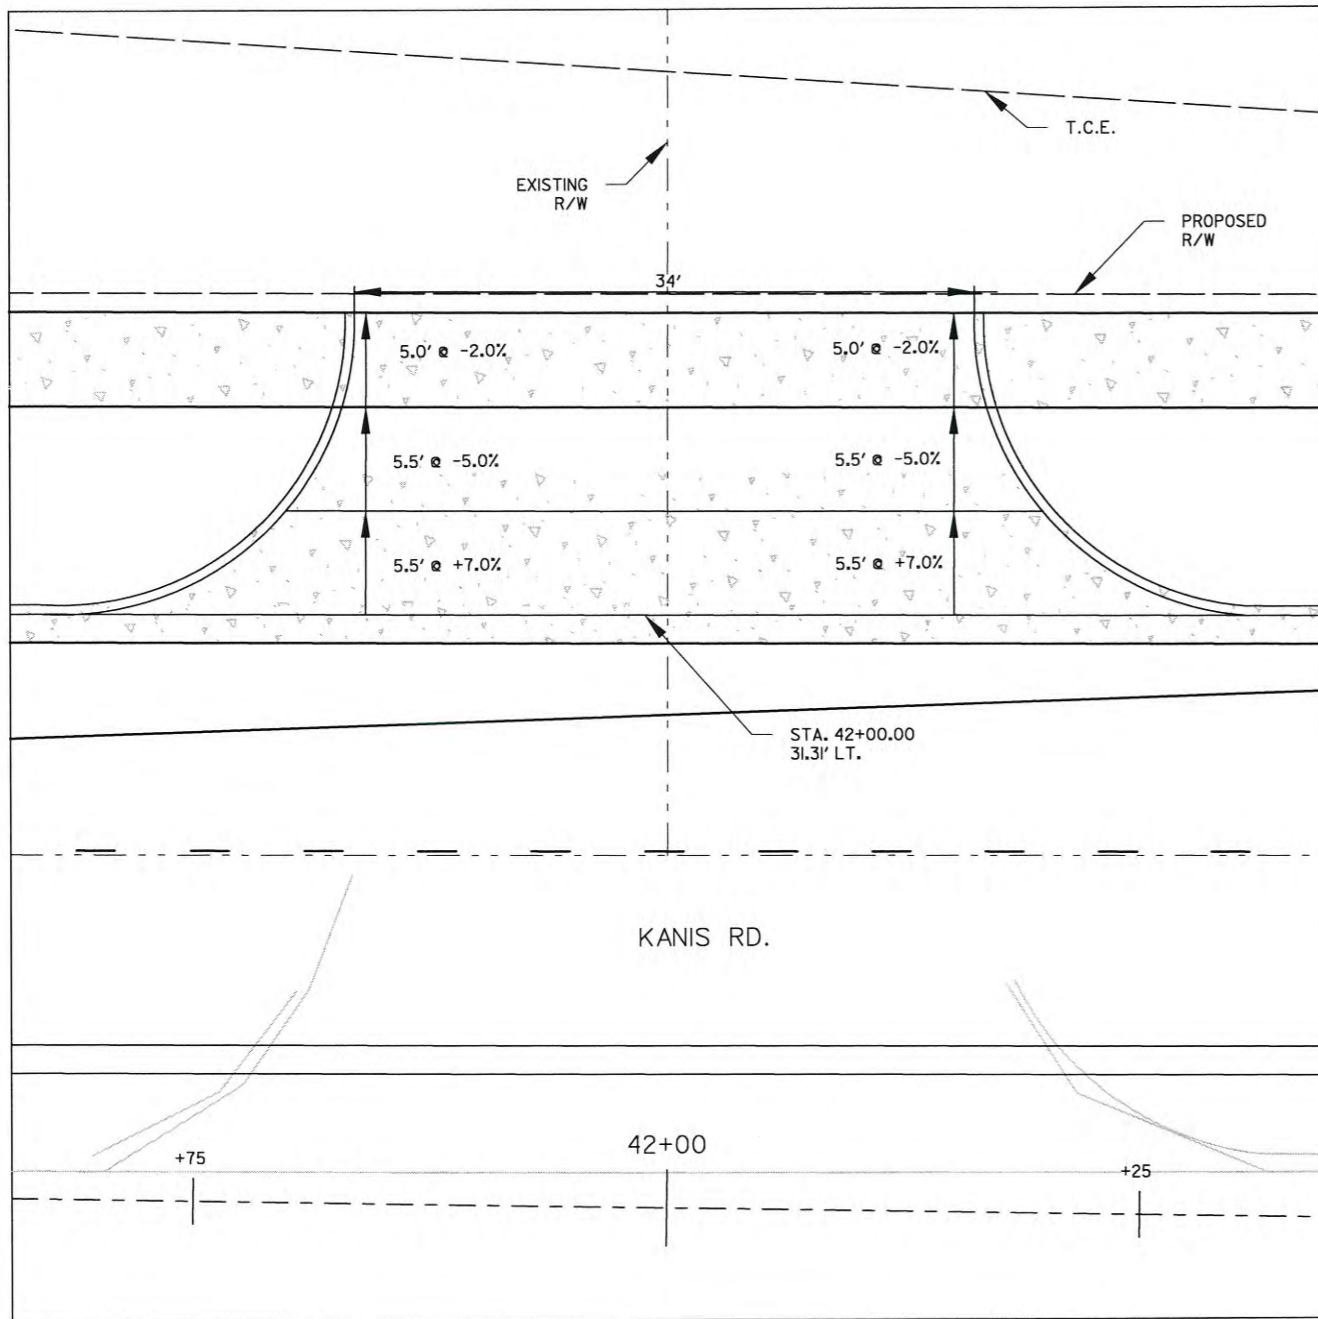 T.C.E.
EXISTING
R/W
PROPOSED
R/W
34'
5.0' @ -2.0%
5.0' @ -2.0%
5.5' @ -5.0%
5.5' @ -5.0%
5.5' @ +7.0%
5.5' @ +7.0%
STA. 42+00.00
31.31' LT.
KANIS RD.
42+00
+75
+25